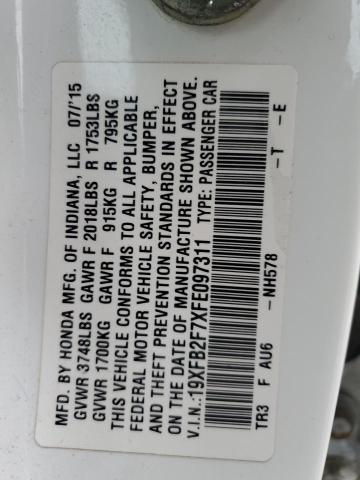 MFD. BY HONDA MFG. OF INDIANA, LLC 07/'15
GVWR 3748LBS GAWR F 2018LBS R 1753LBS
GVWR 1700KG GAWR F 915KG R 795KG
THIS VEHICLE CONFORMS TO ALL APPLICABLE
FEDERAL MOTOR VEHICLE SAFETY, BUMPER,
AND THEFT PREVENTION STANDARDS IN EFFECT
ON THE DATE OF MANUFACTURE SHOWN ABOVE.
V.I.N.:19XFB2F7XFE097311 TYPE: PASSENGER CAR
TR3 F AU6 -NH578 -T -E